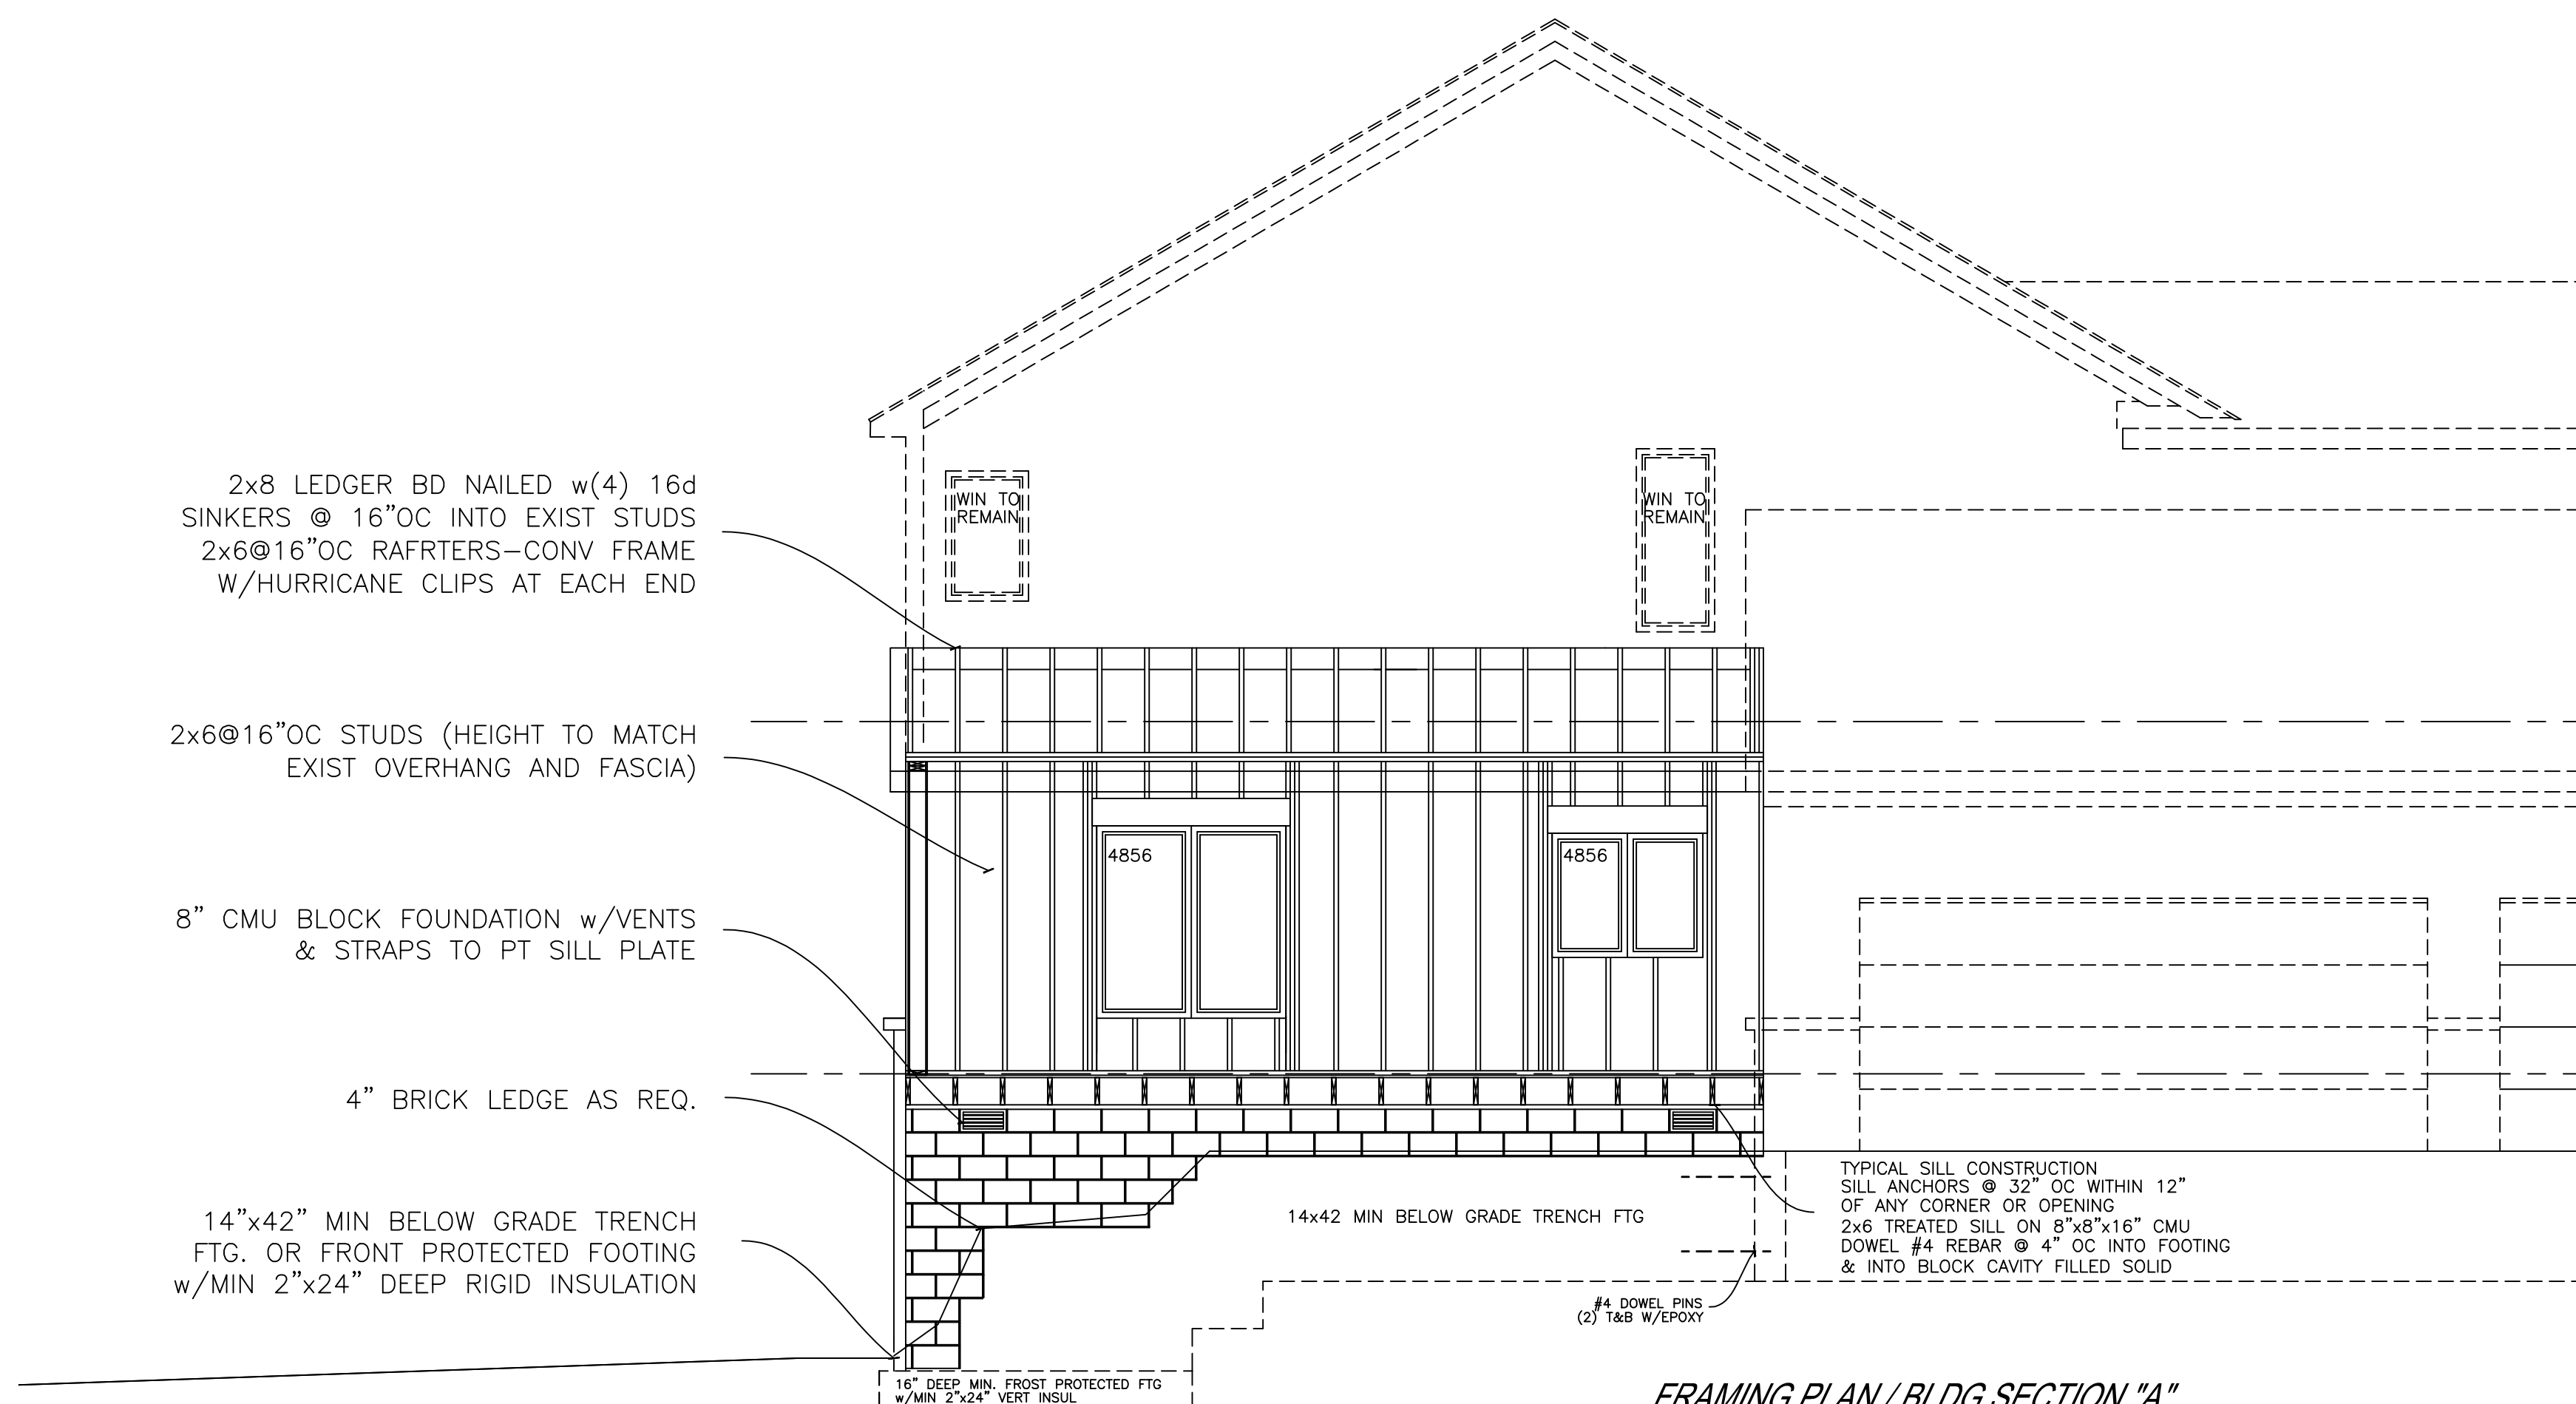 WIN TO
REMAIN
WIN TO
REMAIN
2x8 LEDGER BD NAILED w(4) 16d
SINKERS @ 16”OC INTO EXIST STUDS
2x6@16”OC RAFRTERS–CONV FRAME
W/HURRICANE CLIPS AT EACH END
2x6@16”OC STUDS (HEIGHT TO MATCH
EXIST OVERHANG AND FASCIA)
4856
4856
8” CMU BLOCK FOUNDATION w/VENTS
& STRAPS TO PT SILL PLATE
4” BRICK LEDGE AS REQ.
14”x42” MIN BELOW GRADE TRENCH
FTG. OR FRONT PROTECTED FOOTING
w/MIN 2”x24” DEEP RIGID INSULATION
14x42 MIN BELOW GRADE TRENCH FTG
TYPICAL SILL CONSTRUCTION
SILL ANCHORS @ 32” OC WITHIN 12”
OF ANY CORNER OR OPENING
2x6 TREATED SILL ON 8”x8”x16” CMU
DOWEL #4 REBAR @ 4” OC INTO FOOTING
& INTO BLOCK CAVITY FILLED SOLID
#4 DOWEL PINS
(2) T&B W/EPOXY
16” DEEP MIN. FROST PROTECTED FTG
w/MIN 2”x24” VERT INSUL
FRAMING PLAN / BLDG SECTION "A"